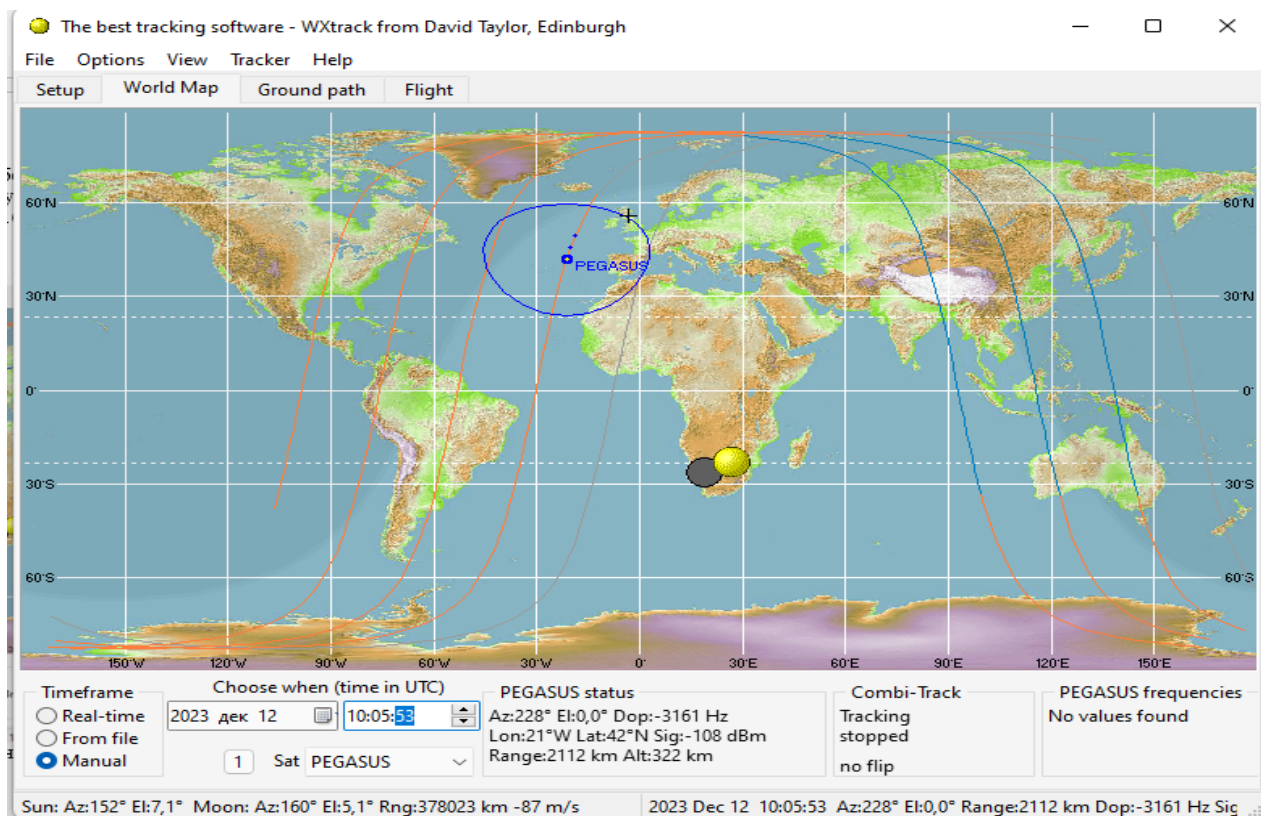 The best tracking software - WXtrack from David Taylor, Edinburgh
File Options View Tracker Help
Setup World Map Ground path Flight
60°N 60°N
PEGASUS
30°N 30°N
0° 0°
30°S 30°S
60°S 60°S
150°W 120°W 90°W 60°W 30°W 0° 30°E 60°E 90°E 120°E 150°E
Timeframe
Real-time
From file
Manual
Choose when (time in UTC)
2023 дек 12 10:05:53
1 Sat PEGASUS
PEGASUS status
Az:228° El:0,0° Dop:-3161 Hz
Lon:21°W Lat:42°N Sig:-108 dBm
Range:2112 km Alt:322 km
Combi-Track
Tracking
stopped
no flip
PEGASUS frequencies
No values found
Sun: Az:152° El:7,1° Moon: Az:160° El:5,1° Rng:378023 km -87 m/s
2023 Dec 12 10:05:53 Az:228° El:0,0° Range:2112 km Dop:-3161 Hz Sig